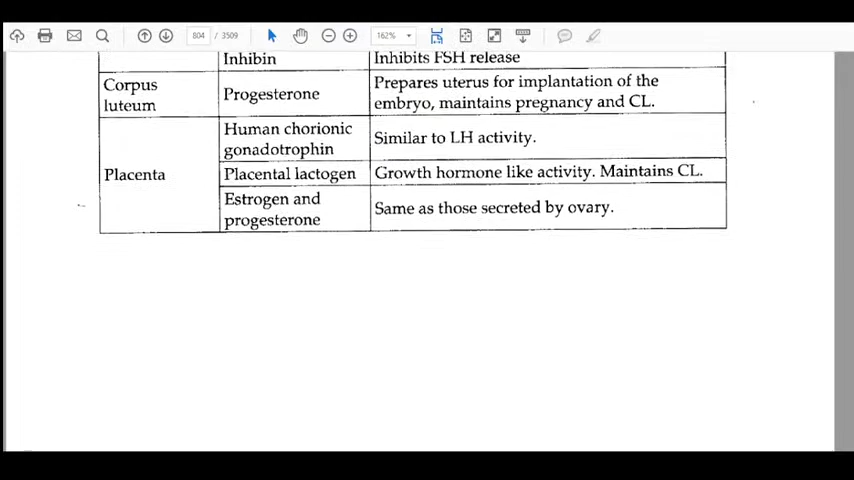 804 / 3509
162%
Inhibin
Inhibits FSH release
Corpus
luteum
Progesterone
Prepares uterus for implantation of the
embryo, maintains pregnancy and CL.
Placenta
Human chorionic
gonadotrophin
Similar to LH activity.
Placental lactogen
Growth hormone like activity. Maintains CL.
Estrogen and
progesterone
Same as those secreted by ovary.